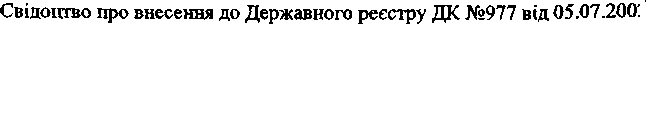 Свідоцтво про внесення до Державного реєстру ДК №977 від 05.07.200